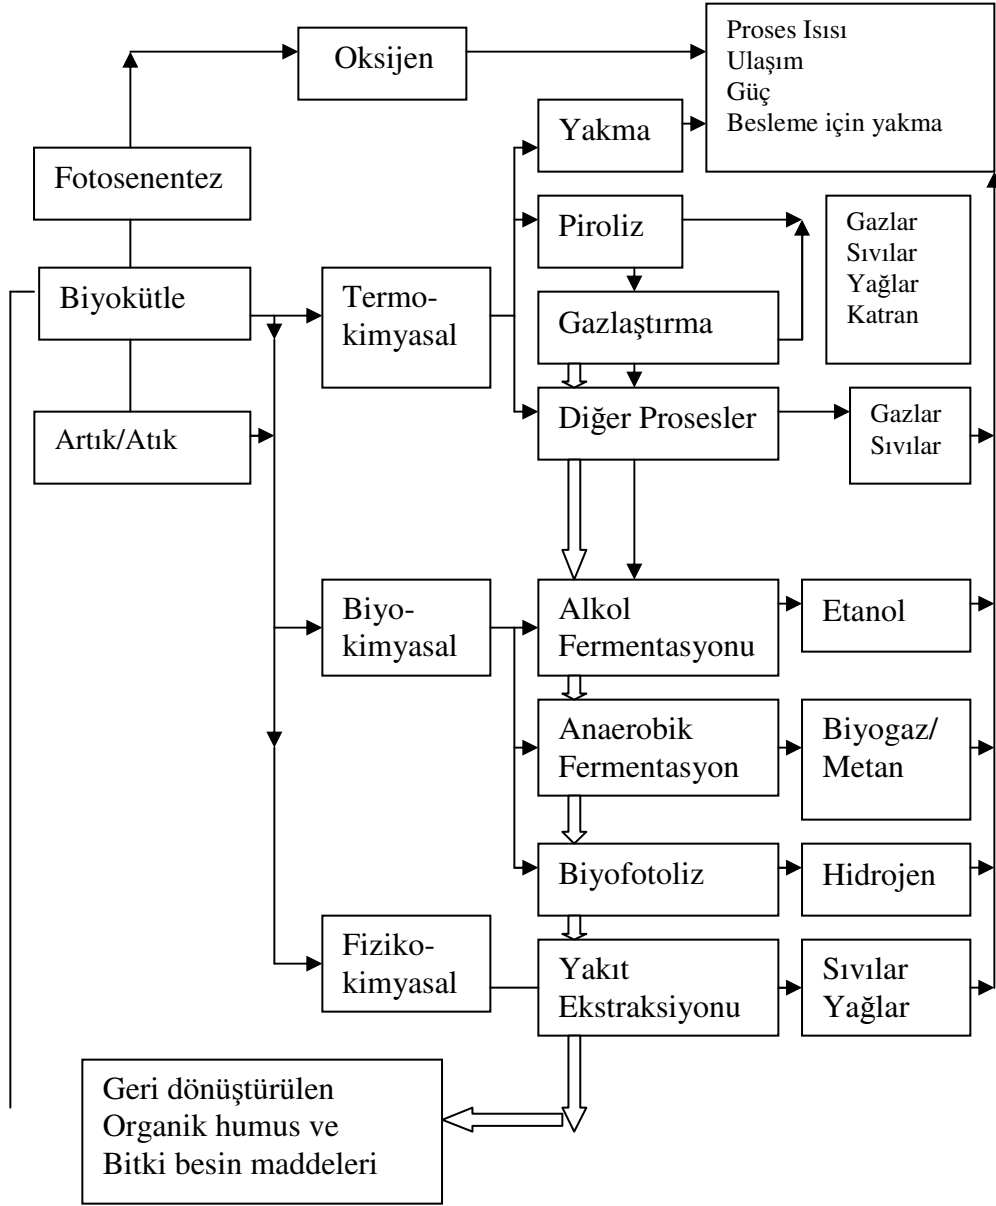 Oksijen
Proses Isısı
Ulaşım
Güç
Besleme için yakma
Yakma
Fotosenentez
Piroliz
Gazlar
Sıvılar
Yağlar
Katran
Biyokütle
Termo-
kimyasal
Gazlaştırma
Artık/Atık
Diğer Prosesler
Gazlar
Sıvılar
Biyo-
kimyasal
Alkol
Fermentasyonu
Etanol
Anaerobik
Fermentasyon
Biyogaz/
Metan
Biyofotoliz
Hidrojen
Fiziko-
kimyasal
Yakıt
Ekstraksiyonu
Sıvılar
Yağlar
Geri dönüştürülen
Organik humus ve
Bitki besin maddeleri